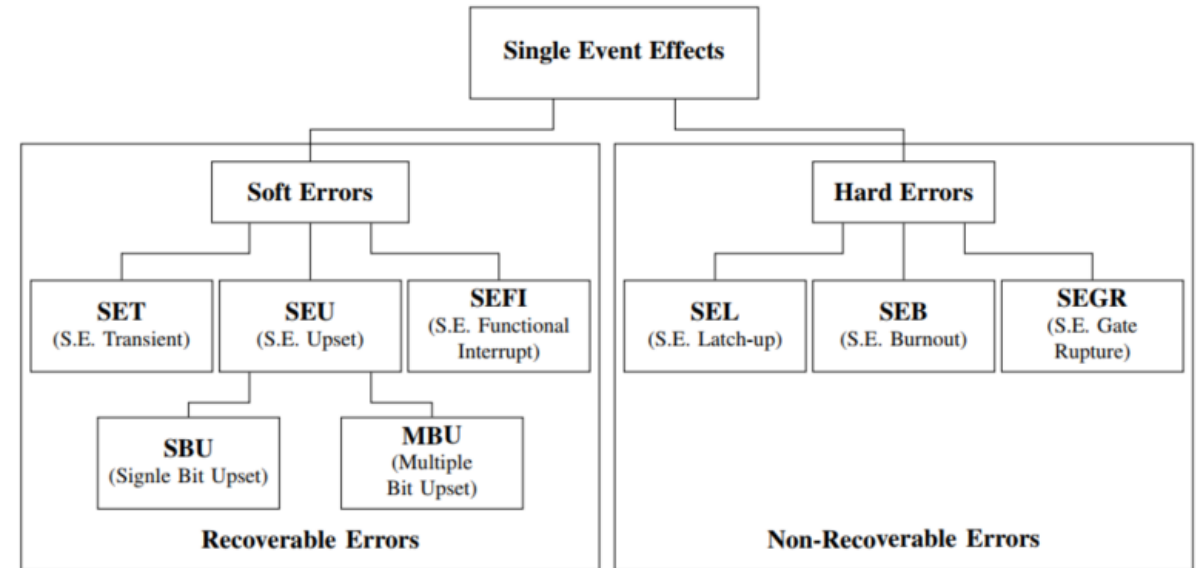 Single Event Effects
Soft Errors
SET
(S.E. Transient)
SEU
(S.E. Upset)
SEFI
(S.E. Functional
Interrupt)
SBU
(Signle Bit Upset)
MBU
(Multiple
Bit Upset)
Recoverable Errors
Hard Errors
SEL
(S.E. Latch-up)
SEB
(S.E. Burnout)
SEGR
(S.E. Gate
Rupture)
Non-Recoverable Errors